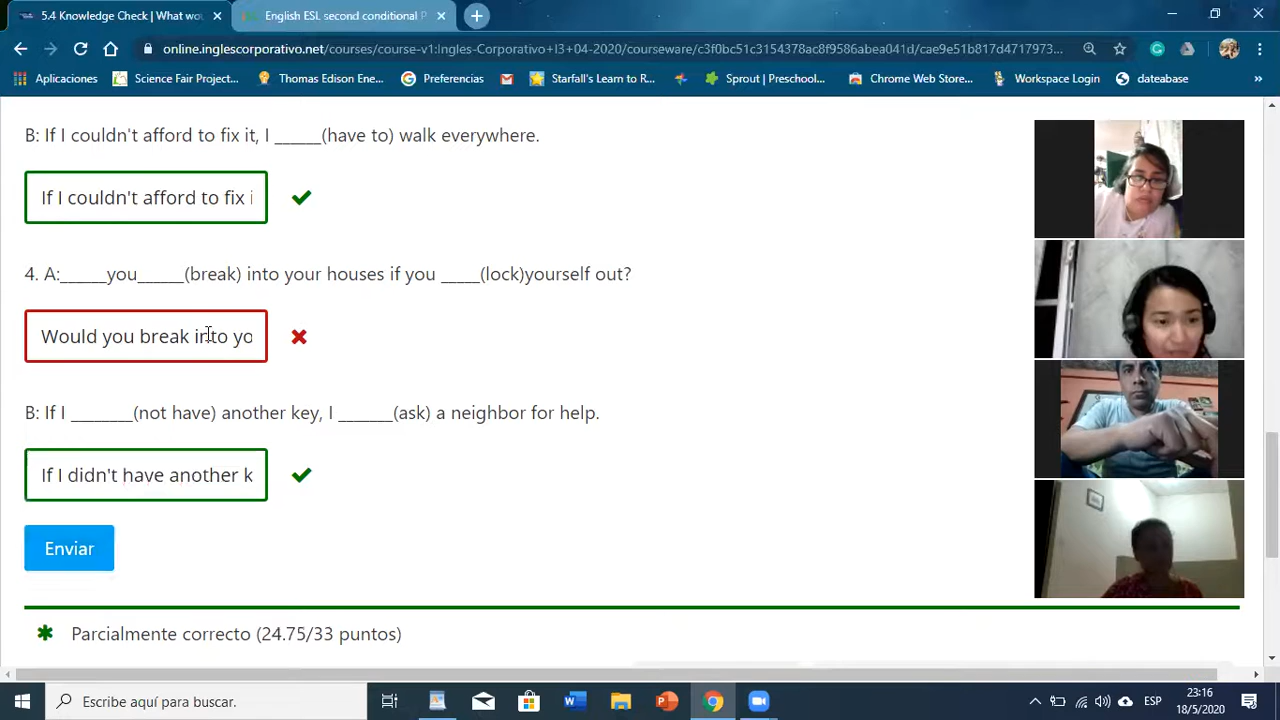 5.4 Knowledge Check | What wou
English ESL second conditional P
online.inglescorporativo.net/courses/course-v1:Ingles-Corporativo+I3+04-2020/courseware/c3f0bc51c3154378ac8f9586abea041d/cae9e51b817d4717973...
Aplicaciones
Science Fair Project...
Thomas Edison Ene...
Preferencias
Starfall's Learn to R...
Sprout | Preschool...
Chrome Web Store...
Workspace Login
dateabase
B: If I couldn't afford to fix it, I ______(have to) walk everywhere.
If I couldn't afford to fix i
4. A:______you______(break) into your houses if you _____(lock)yourself out?
Would you break into yo
B: If I ________(not have) another key, I _______(ask) a neighbor for help.
If I didn't have another k
Enviar
Parcialmente correcto (24.75/33 puntos)
Escribe aquí para buscar.
ESP
23:16
18/5/2020